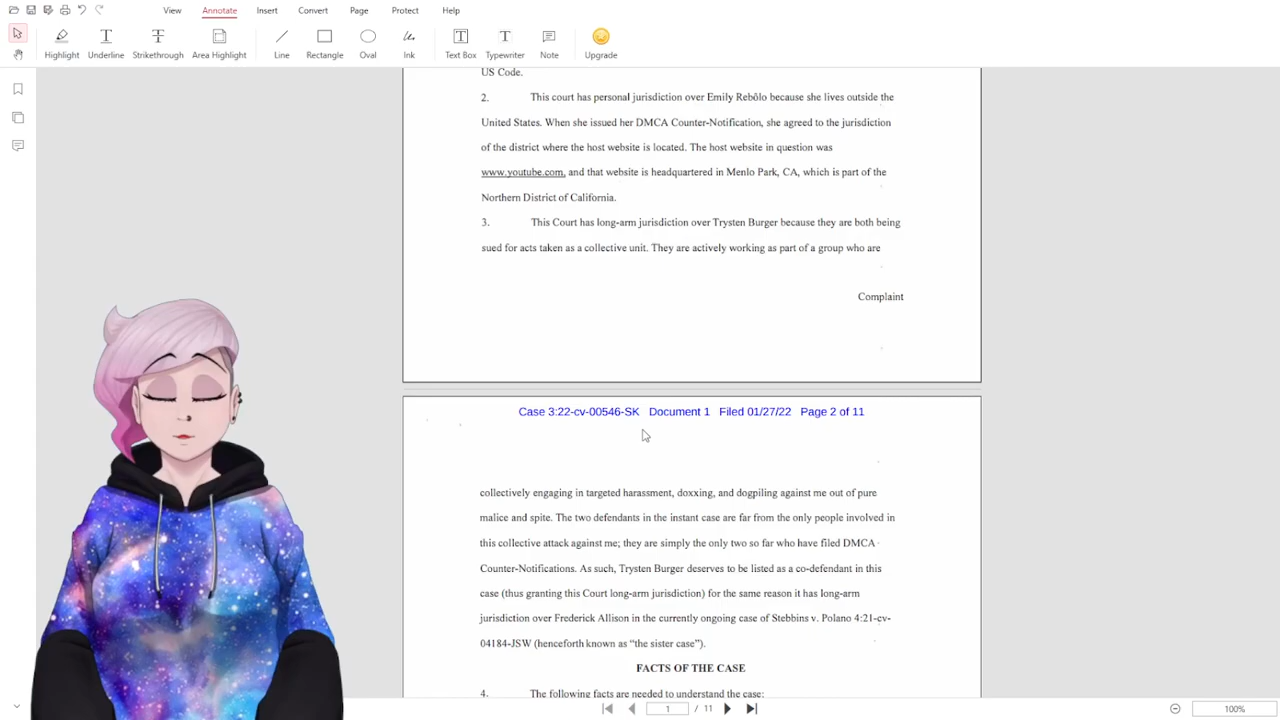 View Annotate Insert Convert Page Protect Help
Highlight Underline Strikethrough Area Highlight Line Rectangle Oval Ink Text Box Typewriter Note Upgrade
US Code.
2. This court has personal jurisdiction over Emily Rebôlo because she lives outside the
United States. When she issued her DMCA Counter-Notification, she agreed to the jurisdiction
of the district where the host website is located. The host website in question was
www.youtube.com, and that website is headquartered in Menlo Park, CA, which is part of the
Northern District of California.
3. This Court has long-arm jurisdiction over Trysten Burger because they are both being
sued for acts taken as a collective unit. They are actively working as part of a group who are
Complaint
Case 3:22-cv-00546-SK Document 1 Filed 01/27/22 Page 2 of 11
collectively engaging in targeted harassment, doxxing, and dogpiling against me out of pure
malice and spite. The two defendants in the instant case are far from the only people involved in
this collective attack against me; they are simply the only two so far who have filed DMCA
Counter-Notifications. As such, Trysten Burger deserves to be listed as a co-defendant in this
case (thus granting this Court long-arm jurisdiction) for the same reason it has long-arm
jurisdiction over Frederick Allison in the currently ongoing case of Stebbins v. Polano 4:21-cv-
04184-JSW (henceforth known as “the sister case”).
FACTS OF THE CASE
4. The following facts are needed to understand the case:
1 / 11
100%